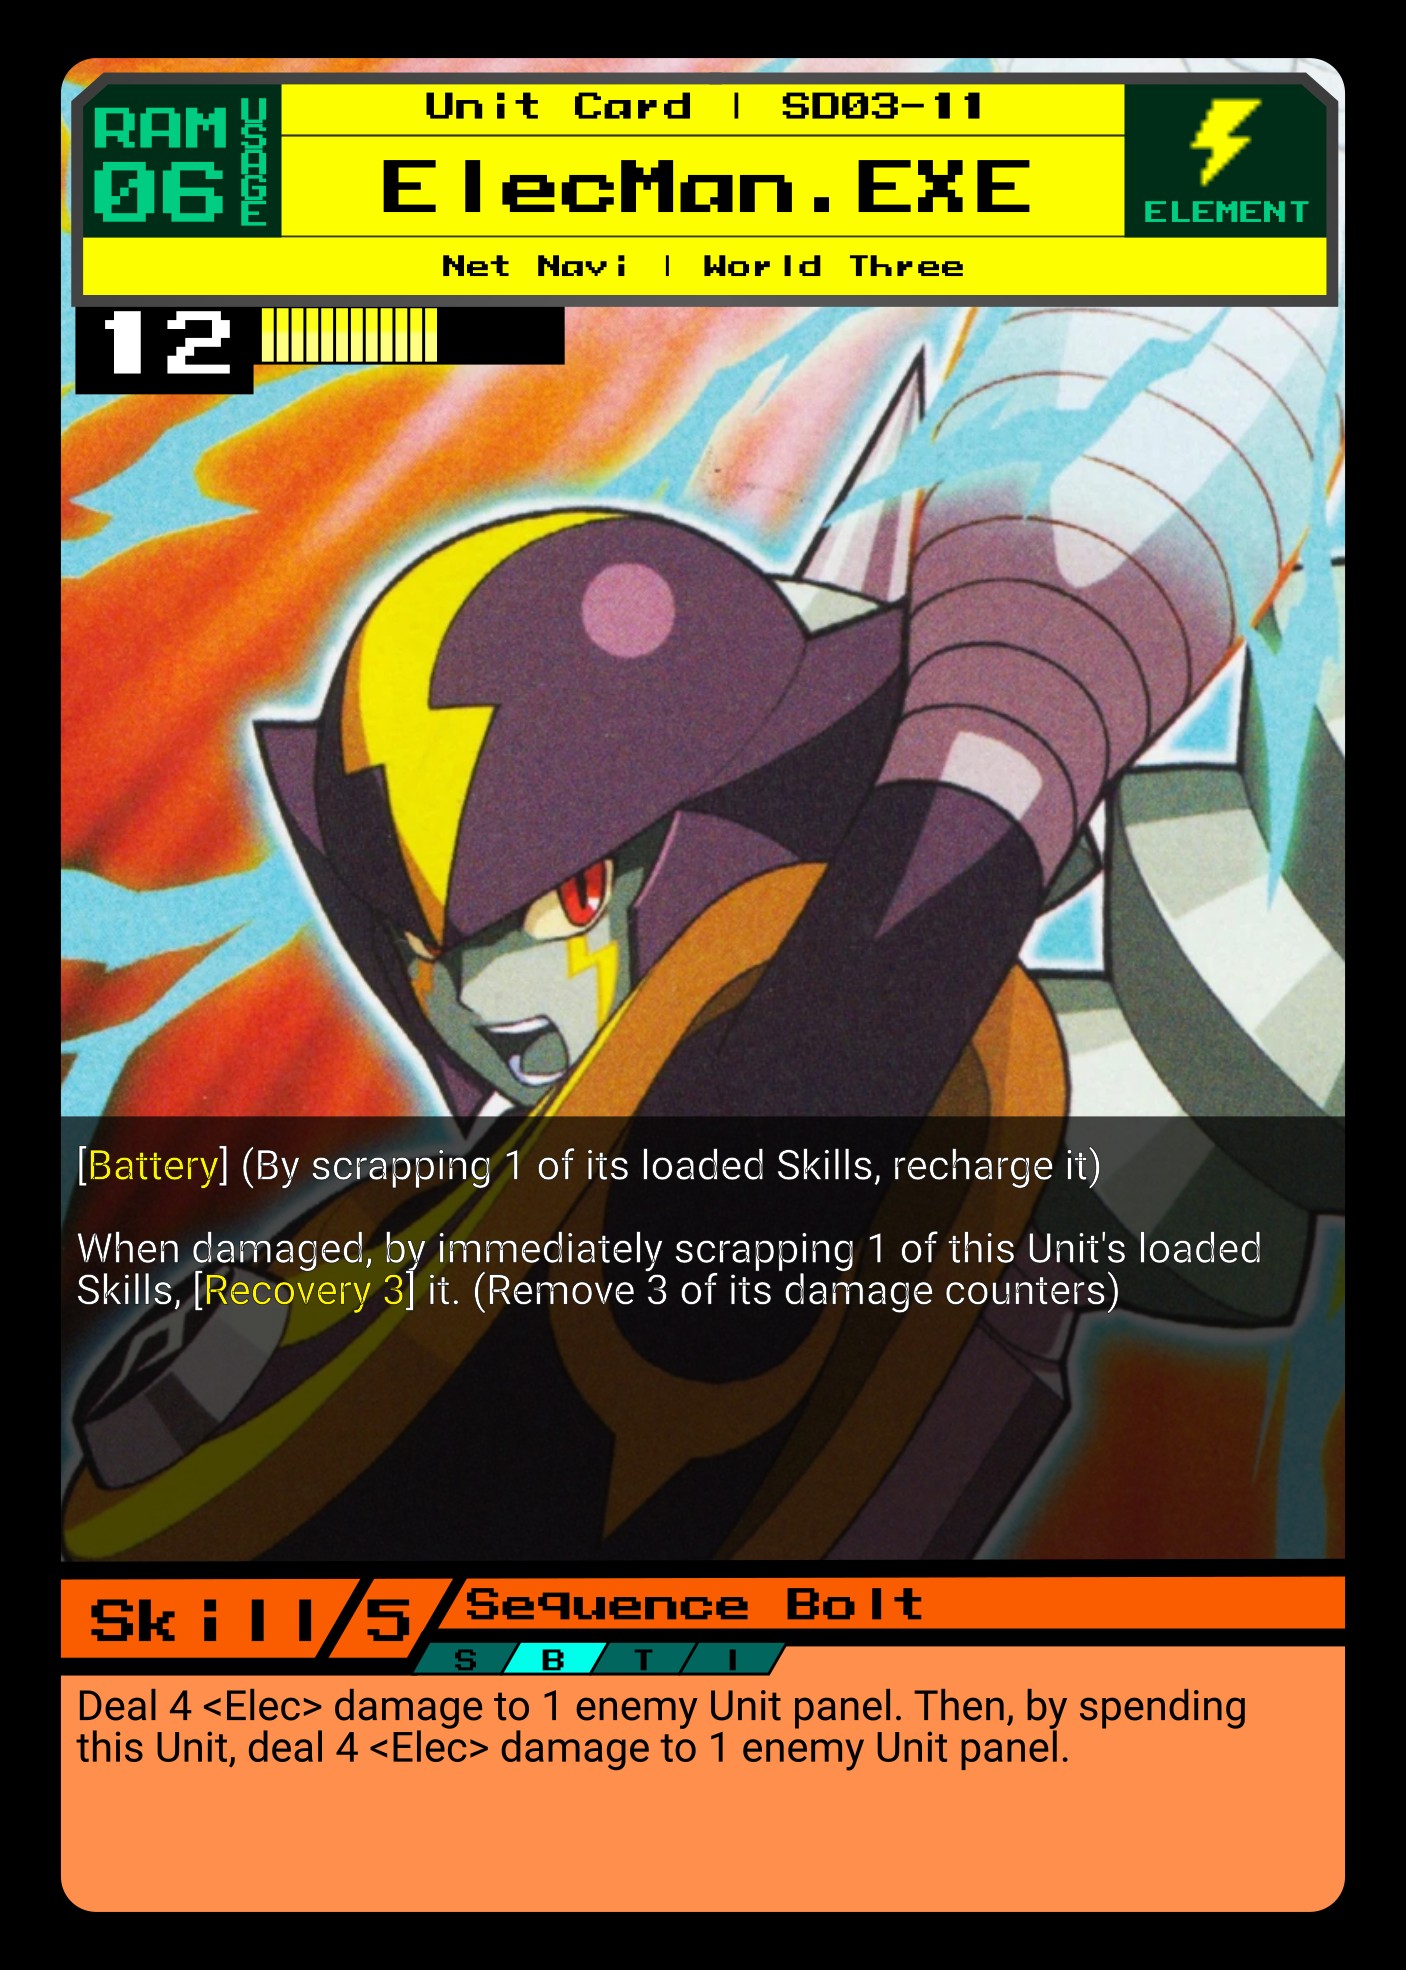 RAM
06
USAGE
Unit Card | SD03-11
ElecMan.EXE
ELEMENT
Net Navi | World Three
12
[Battery] (By scrapping 1 of its loaded Skills, recharge it)
When damaged, by immediately scrapping 1 of this Unit's loaded
Skills, [Recovery 3] it. (Remove 3 of its damage counters)
Skill/5
Sequence Bolt
S B T I
Deal 4 <Elec> damage to 1 enemy Unit panel. Then, by spending
this Unit, deal 4 <Elec> damage to 1 enemy Unit panel.